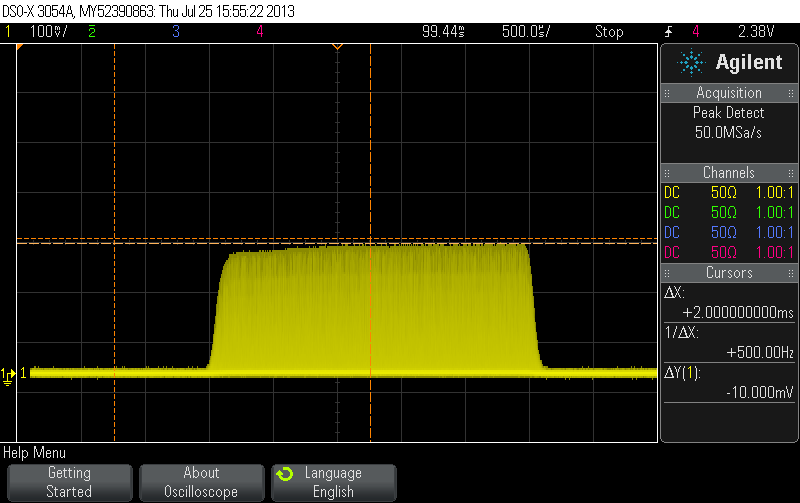 DSO-X 3054A, MY52390863: Thu Jul 25 15:55:22 2013
1 100mV/ 2 3 4 99.44ms 500.0us/ Stop 4 2.38V
Agilent
Acquisition
Peak Detect
50.0MSa/s
Channels
DC 50Ω 1.00:1
DC 50Ω 1.00:1
DC 50Ω 1.00:1
DC 50Ω 1.00:1
Cursors
ΔX:
+2.000000000ms
1/ΔX:
+500.00Hz
ΔY(1):
-10.000mV
1 1
Help Menu
Getting
Started
About
Oscilloscope
Language
English